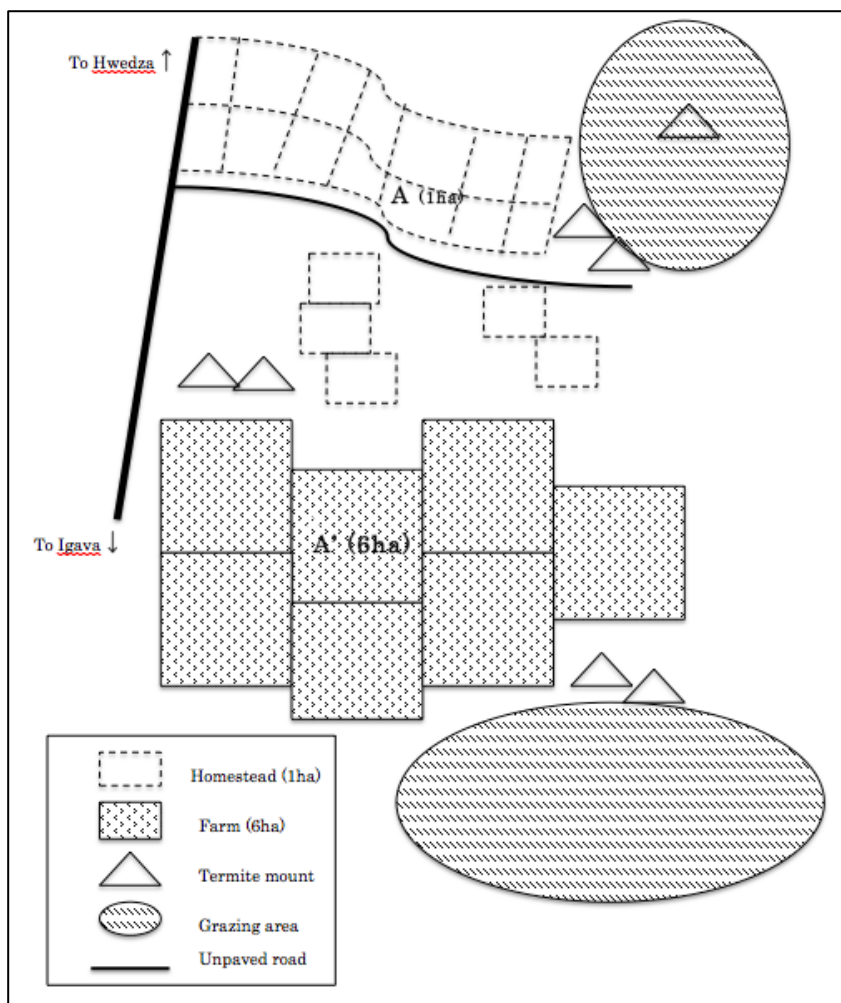 To Hwedza ↑
A (1ha)
A' (6ha)
To Igava ↓
Homestead (1ha)
Farm (6ha)
Termite mount
Grazing area
Unpaved road